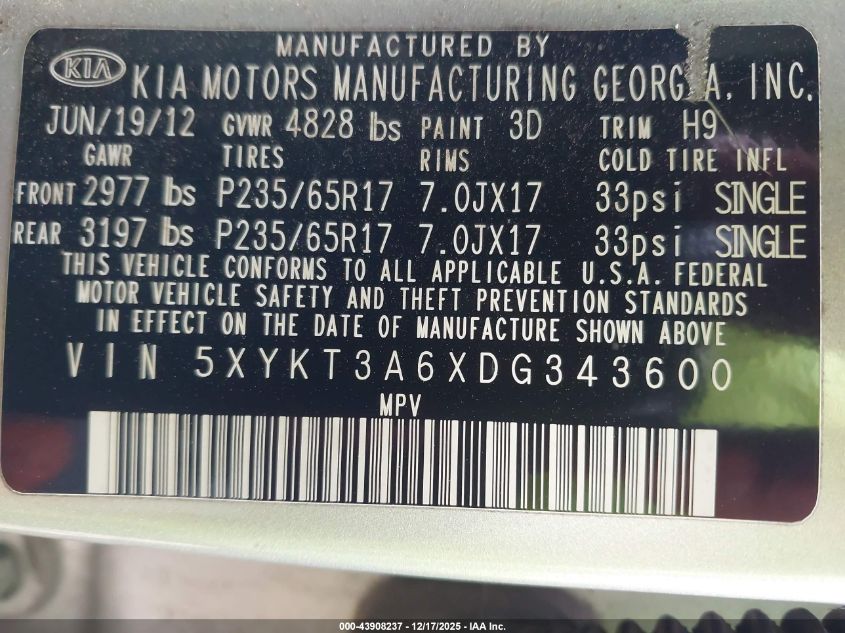 MANUFACTURED BY
KIA KIA MOTORS MANUFACTURING GEORGIA, INC.
JUN/19/12 GVWR 4828 lbs PAINT 3D TRIM H9
GAWR TIRES RIMS COLD TIRE INFL
FRONT 2977 lbs P235/65R17 7.0JX17 33psi SINGLE
REAR 3197 lbs P235/65R17 7.0JX17 33psi SINGLE
THIS VEHICLE CONFORMS TO ALL APPLICABLE U.S.A. FEDERAL
MOTOR VEHICLE SAFETY AND THEFT PREVENTION STANDARDS
IN EFFECT ON THE DATE OF MANUFACTURE SHOWN ABOVE
VIN 5XYKT3A6XDG343600
MPV
000-43908237 - 12/17/2025 - IAA Inc.